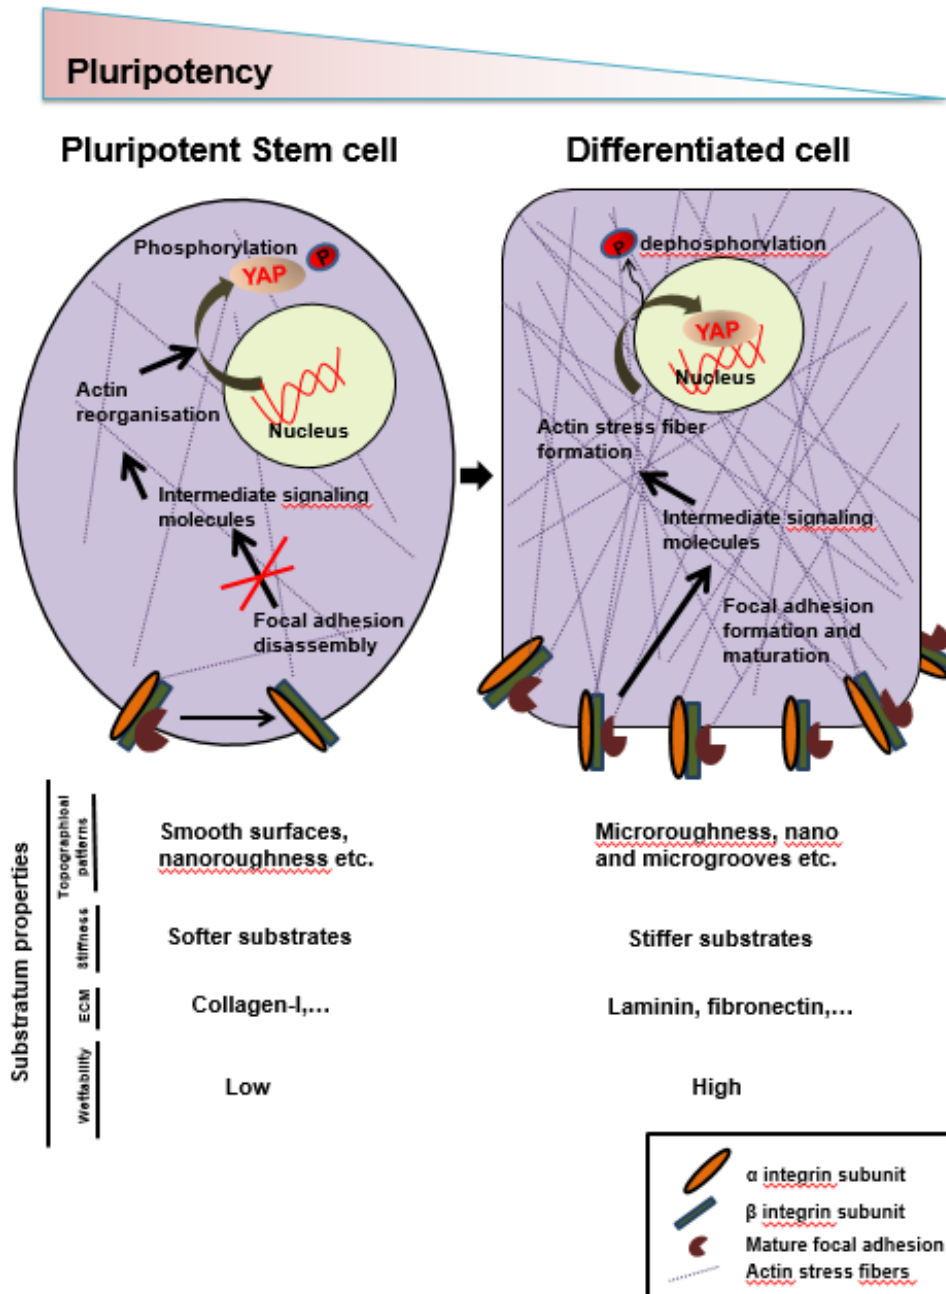 Pluripotency
Pluripotent Stem cell
Differentiated cell
Phosphorylation
P
YAP
Actin
reorganisation
Nucleus
Intermediate signaling
molecules
Focal adhesion
disassembly
P
dephosphorylation
YAP
Nucleus
Actin stress fiber
formation
Intermediate signaling
molecules
Focal adhesion
formation and
maturation
Substratum properties
Topographical
patterns
Smooth surfaces,
nanoroughness etc.
Microroughness, nano
and microgrooves etc.
Stiffness
Softer substrates
Stiffer substrates
ECM
Collagen-I,...
Laminin, fibronectin,...
Wettability
Low
High
α integrin subunit
β integrin subunit
Mature focal adhesion
Actin stress fibers